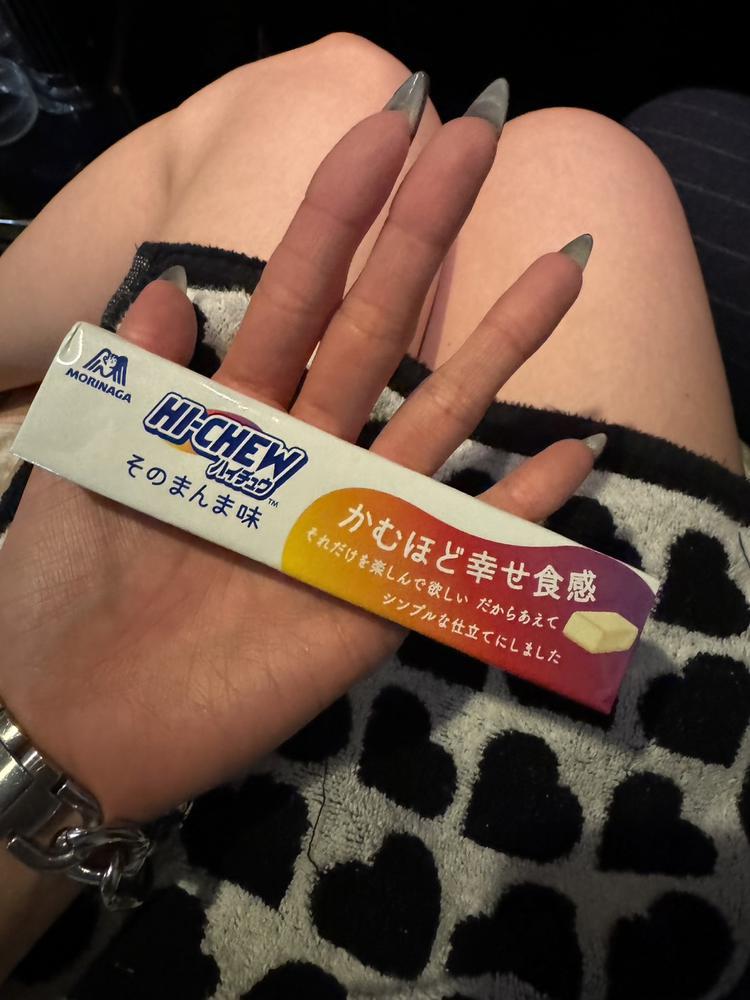 MORINAGA
HI-CHEW
ハイチュウ
TM
そのまんま味
かむほど幸せ食感
それだけを楽しんで欲しい だからあえて
シンプルな仕立てにしました